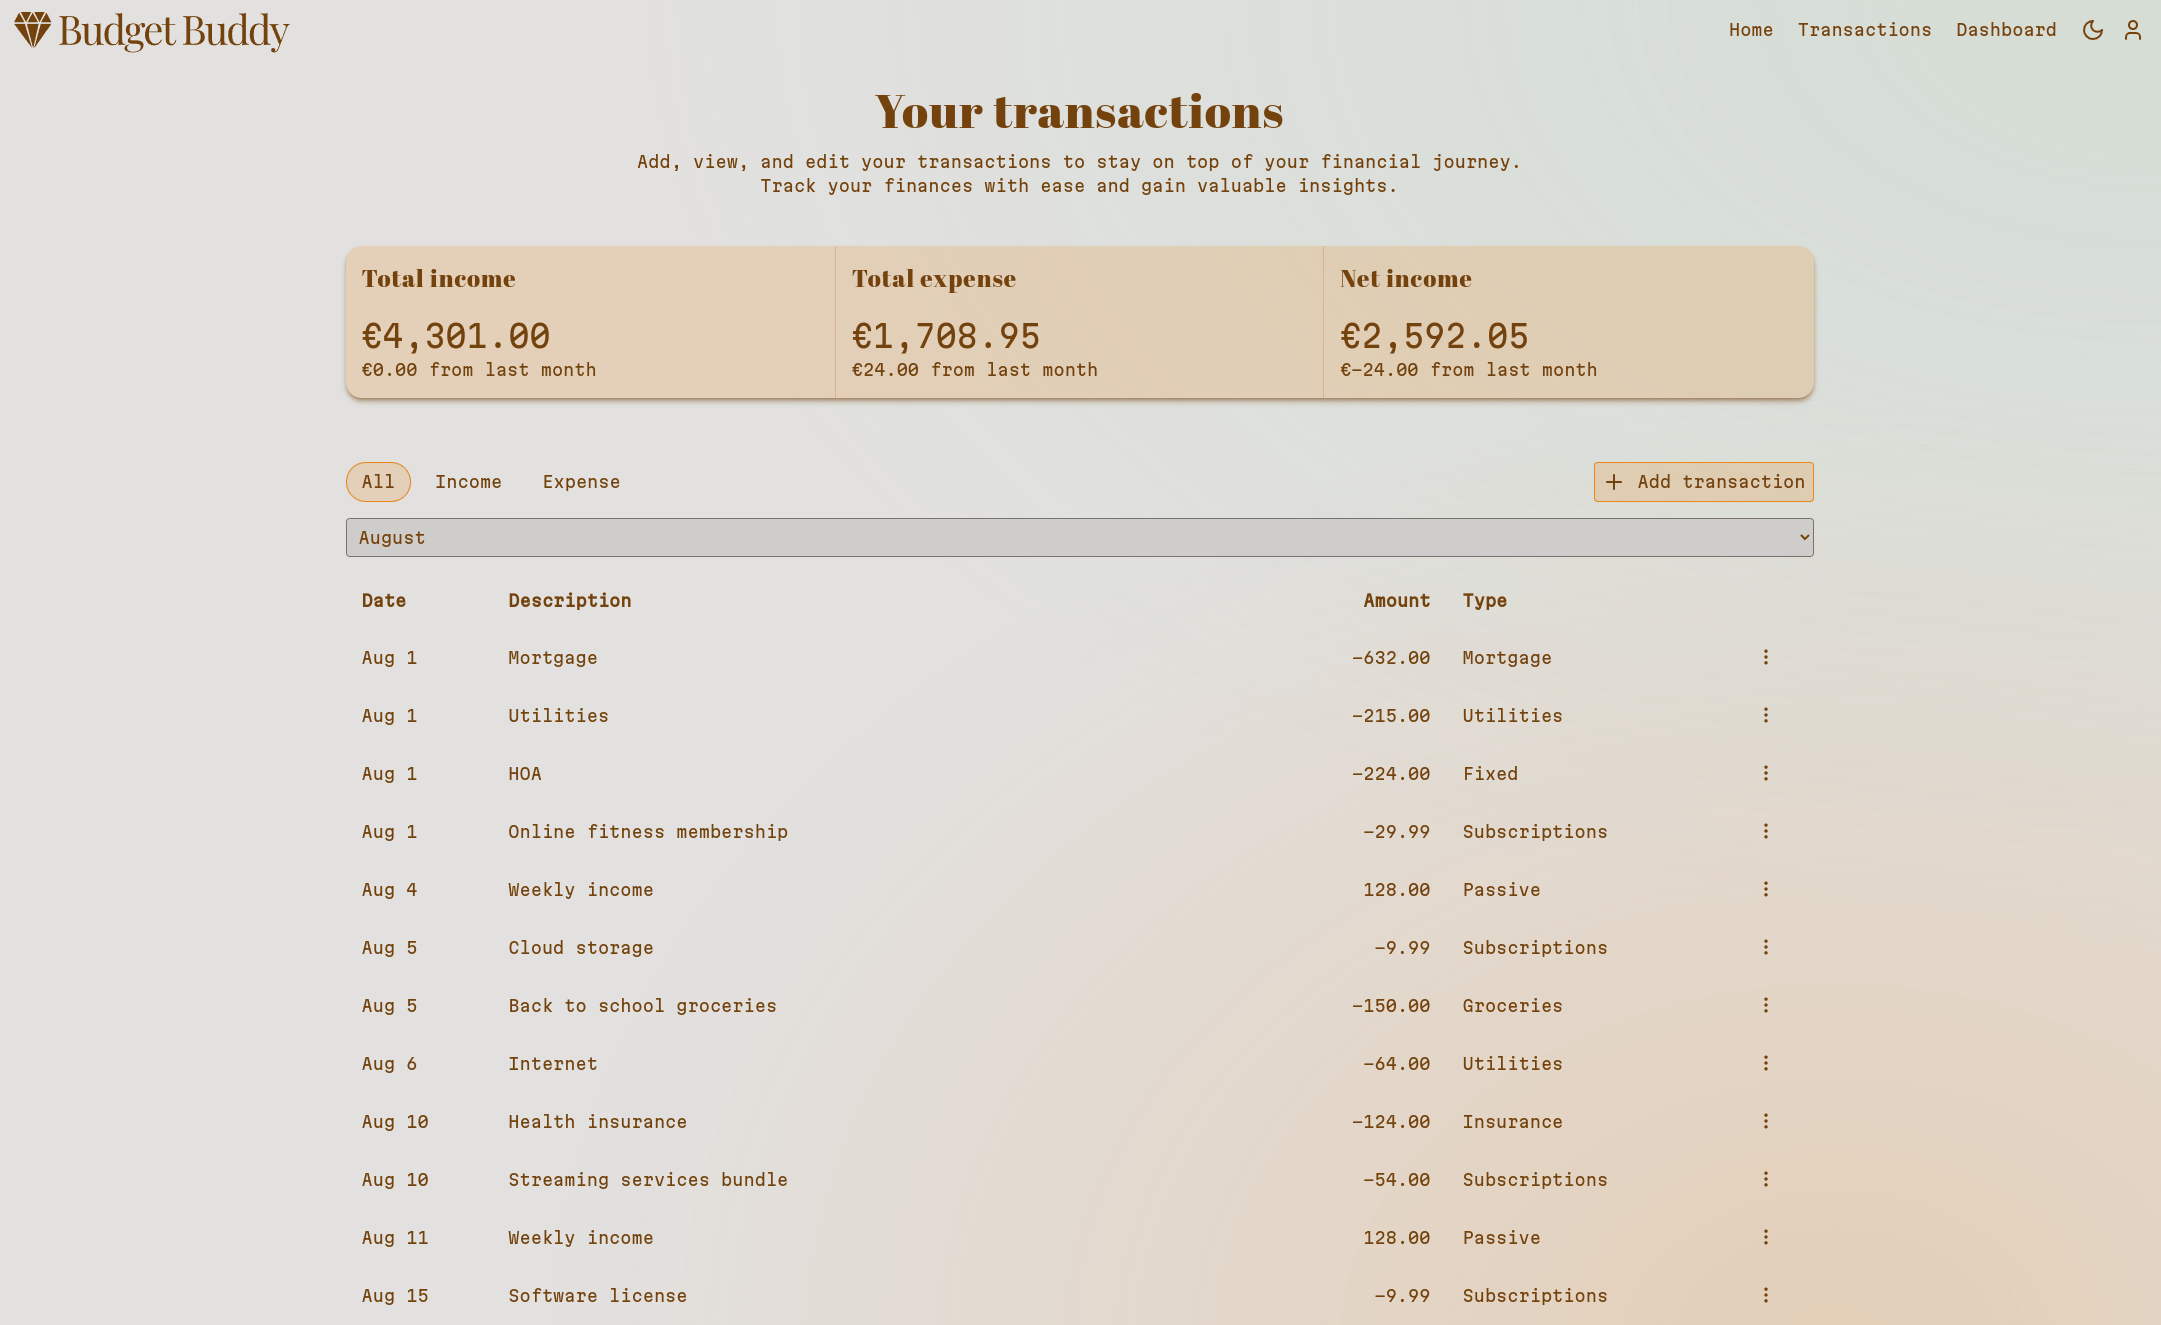 Budget Buddy Home Transactions Dashboard
Your transactions
Add, view, and edit your transactions to stay on top of your financial journey.
Track your finances with ease and gain valuable insights.
Total income Total expense Net income
€4,301.00 €1,708.95 €2,592.05
€0.00 from last month €24.00 from last month €-24.00 from last month
All Income Expense + Add transaction
August
Date Description Amount Type
Aug 1 Mortgage -632.00 Mortgage
Aug 1 Utilities -215.00 Utilities
Aug 1 HOA -224.00 Fixed
Aug 1 Online fitness membership -29.99 Subscriptions
Aug 4 Weekly income 128.00 Passive
Aug 5 Cloud storage -9.99 Subscriptions
Aug 5 Back to school groceries -150.00 Groceries
Aug 6 Internet -64.00 Utilities
Aug 10 Health insurance -124.00 Insurance
Aug 10 Streaming services bundle -54.00 Subscriptions
Aug 11 Weekly income 128.00 Passive
Aug 15 Software license -9.99 Subscriptions